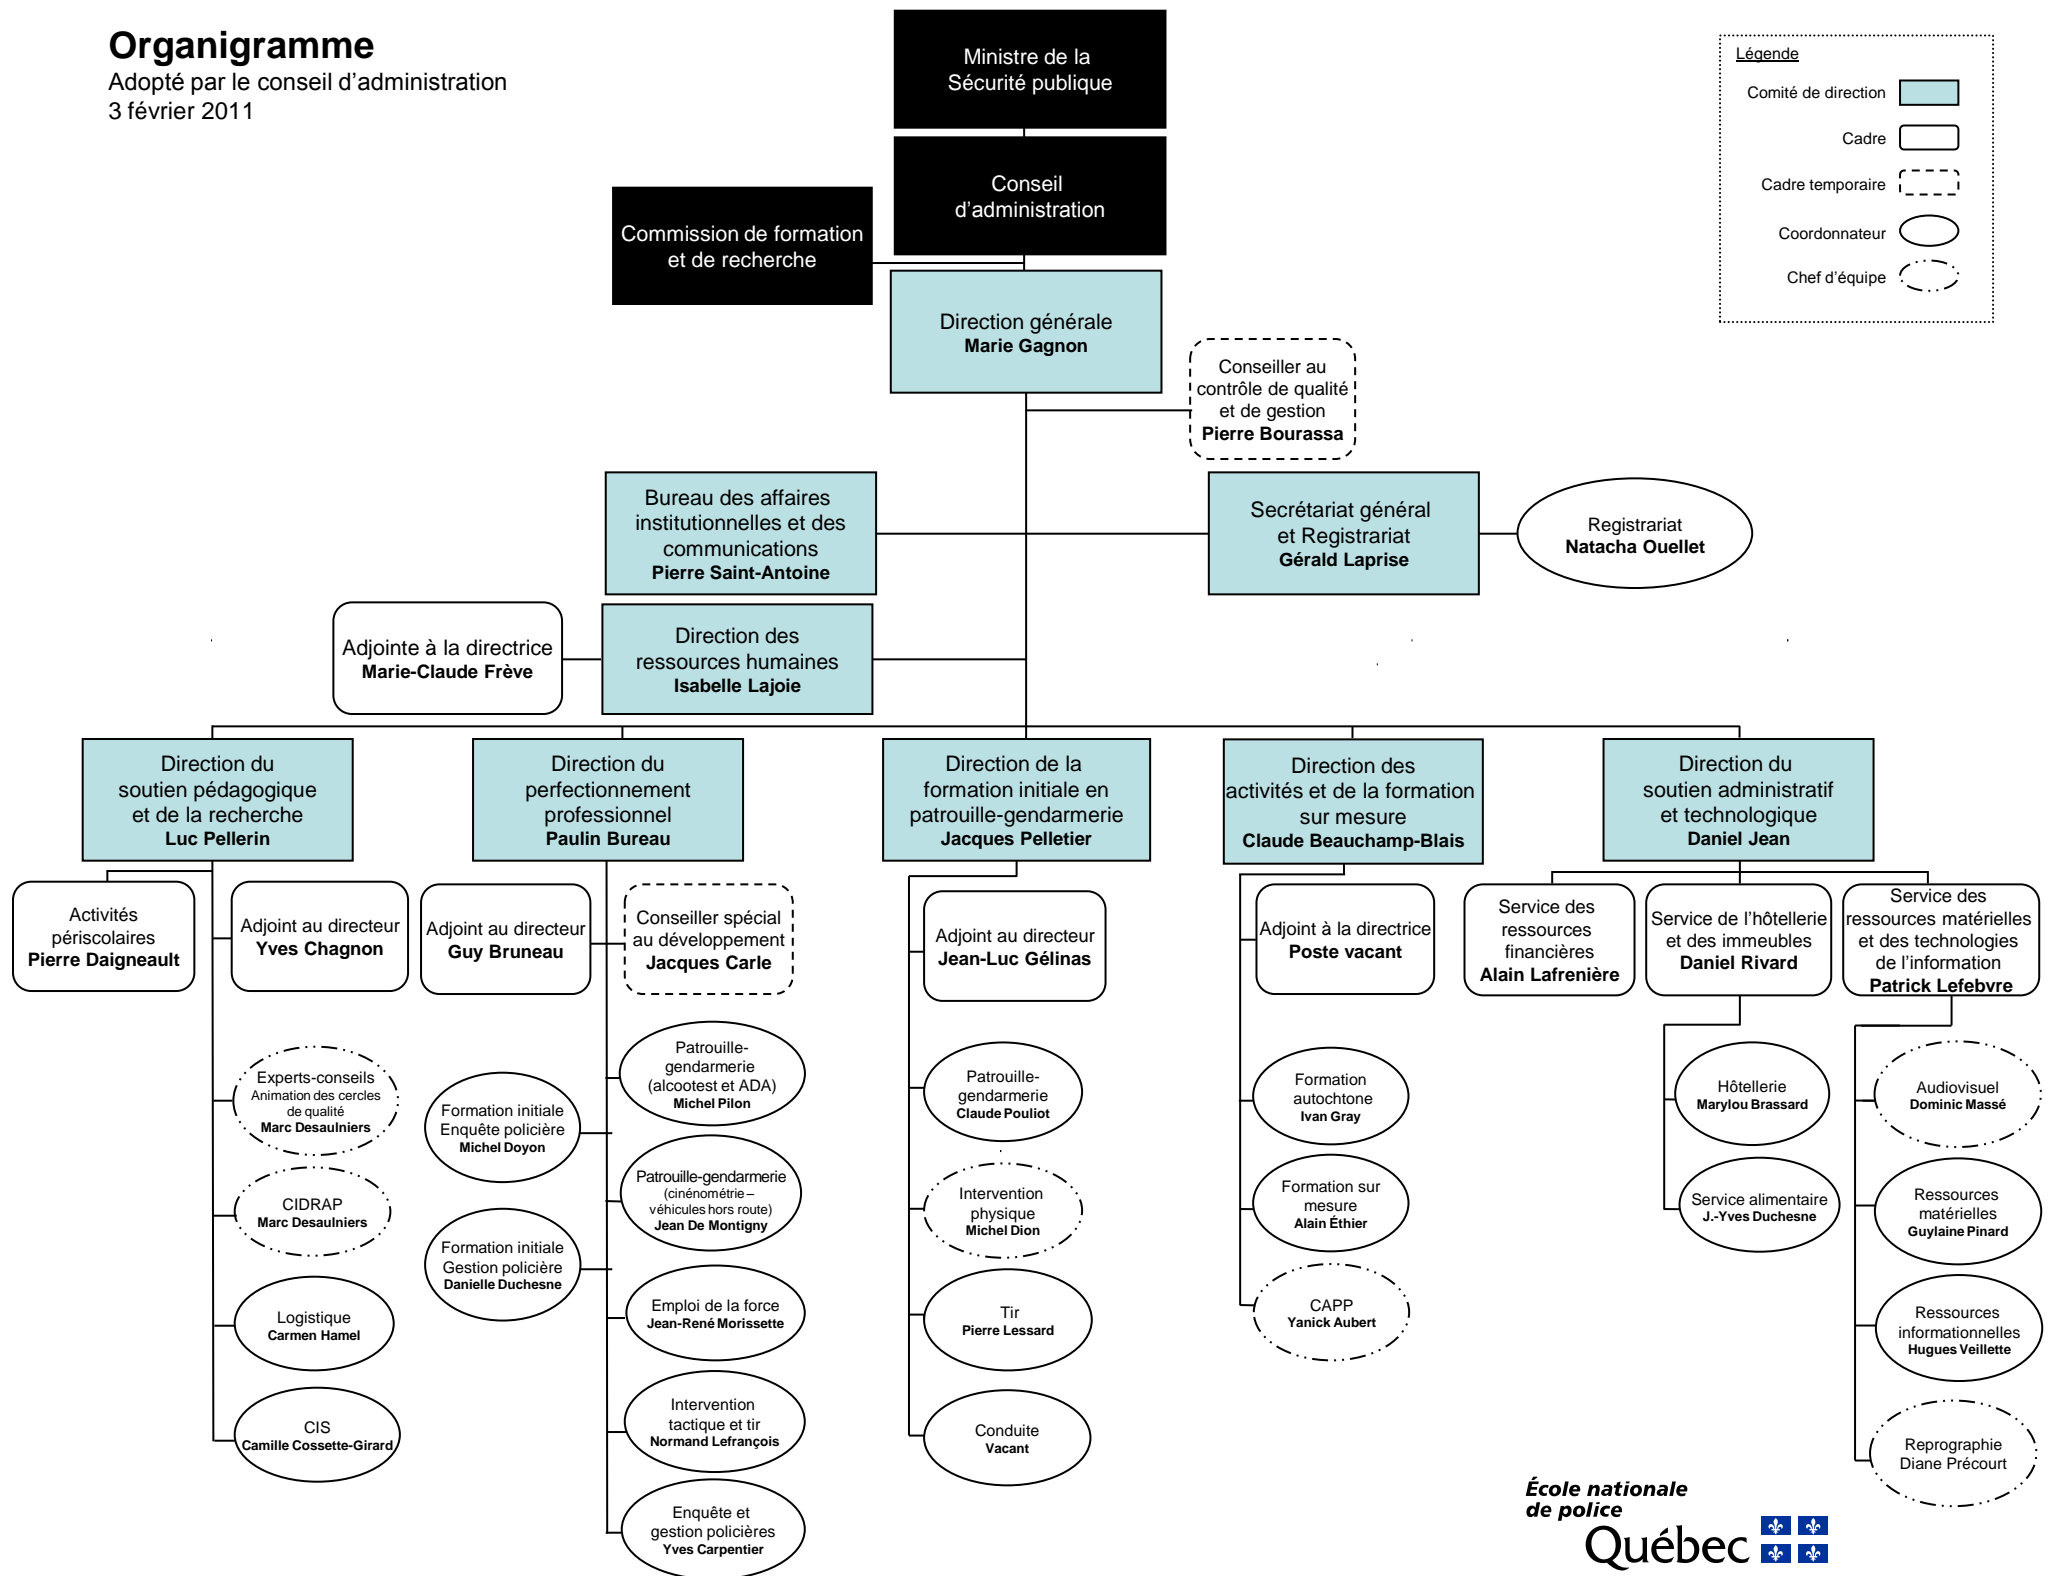 Organigramme
Adopté par le conseil d’administration
3 février 2011
Ministre de la
Sécurité publique
Conseil
d’administration
Commission de formation
et de recherche
Direction générale
Marie Gagnon
Conseiller au
contrôle de qualité
et de gestion
Pierre Bourassa
Légende
Comité de direction
Cadre
Cadre temporaire
Coordonnateur
Chef d’équipe
Bureau des affaires
institutionnelles et des
communications
Pierre Saint-Antoine
Secrétariat général
et Registrariat
Gérald Laprise
Registrariat
Natacha Ouellet
Adjointe à la directrice
Marie-Claude Frève
Direction des
ressources humaines
Isabelle Lajoie
Direction du
soutien pédagogique
et de la recherche
Luc Pellerin
Direction du
perfectionnement
professionnel
Paulin Bureau
Direction de la
formation initiale en
patrouille-gendarmerie
Jacques Pelletier
Direction des
activités et de la formation
sur mesure
Claude Beauchamp-Blais
Direction du
soutien administratif
et technologique
Daniel Jean
Activités
périscolaires
Pierre Daigneault
Adjoint au directeur
Yves Chagnon
Adjoint au directeur
Guy Bruneau
Conseiller spécial
au développement
Jacques Carle
Adjoint au directeur
Jean-Luc Gélinas
Adjoint à la directrice
Poste vacant
Service des
ressources
financières
Alain Lafrenière
Service de l’hôtellerie
et des immeubles
Daniel Rivard
Service des
ressources matérielles
et des technologies
de l’information
Patrick Lefebvre
Experts-conseils
Animation des cercles
de qualité
Marc Desaulniers
CIDRAP
Marc Desaulniers
Logistique
Carmen Hamel
CIS
Camille Cossette-Girard
Formation initiale
Enquête policière
Michel Doyon
Formation initiale
Gestion policière
Danielle Duchesne
Patrouille-
gendarmerie
(alcootest et ADA)
Michel Pilon
Patrouille-gendarmerie
(cinénométrie –
véhicules hors route)
Jean De Montigny
Emploi de la force
Jean-René Morissette
Intervention
tactique et tir
Normand Lefrançois
Enquête et
gestion policières
Yves Carpentier
Patrouille-
gendarmerie
Claude Pouliot
Intervention
physique
Michel Dion
Tir
Pierre Lessard
Conduite
Vacant
Formation
autochtone
Ivan Gray
Formation sur
mesure
Alain Éthier
CAPP
Yanick Aubert
Hôtellerie
Marylou Brassard
Service alimentaire
J.-Yves Duchesne
Audiovisuel
Dominic Massé
Ressources
matérielles
Guylaine Pinard
Ressources
informationnelles
Hugues Veillette
Reprographie
Diane Précourt
École nationale
de police
Québec